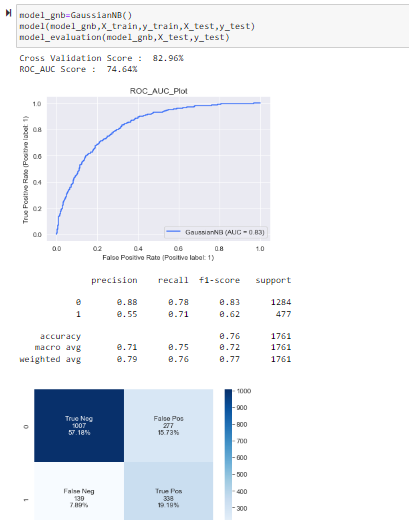 model_gnb=GaussianNB()
model(model_gnb,X_train,y_train,X_test,y_test)
model_evaluation(model_gnb,X_test,y_test)
Cross Validation Score : 82.96%
ROC_AUC Score : 74.64%
ROC_AUC_Plot
1.0
0.8
0.6
0.4
0.2
0.0
True Positive Rate (Positive label: 1)
GaussianNB (AUC = 0.83)
0.0 0.2 0.4 0.6 0.8 1.0
False Positive Rate (Positive label: 1)
precision recall f1-score support
0 0.88 0.78 0.83 1284
1 0.55 0.71 0.62 477
accuracy 0.76 1761
macro avg 0.71 0.75 0.72 1761
weighted avg 0.79 0.76 0.77 1761
0
True Neg
1007
57.18%
False Pos
277
15.73%
1
False Neg
139
7.89%
True Pos
338
19.19%
1000
900
800
700
600
500
400
300